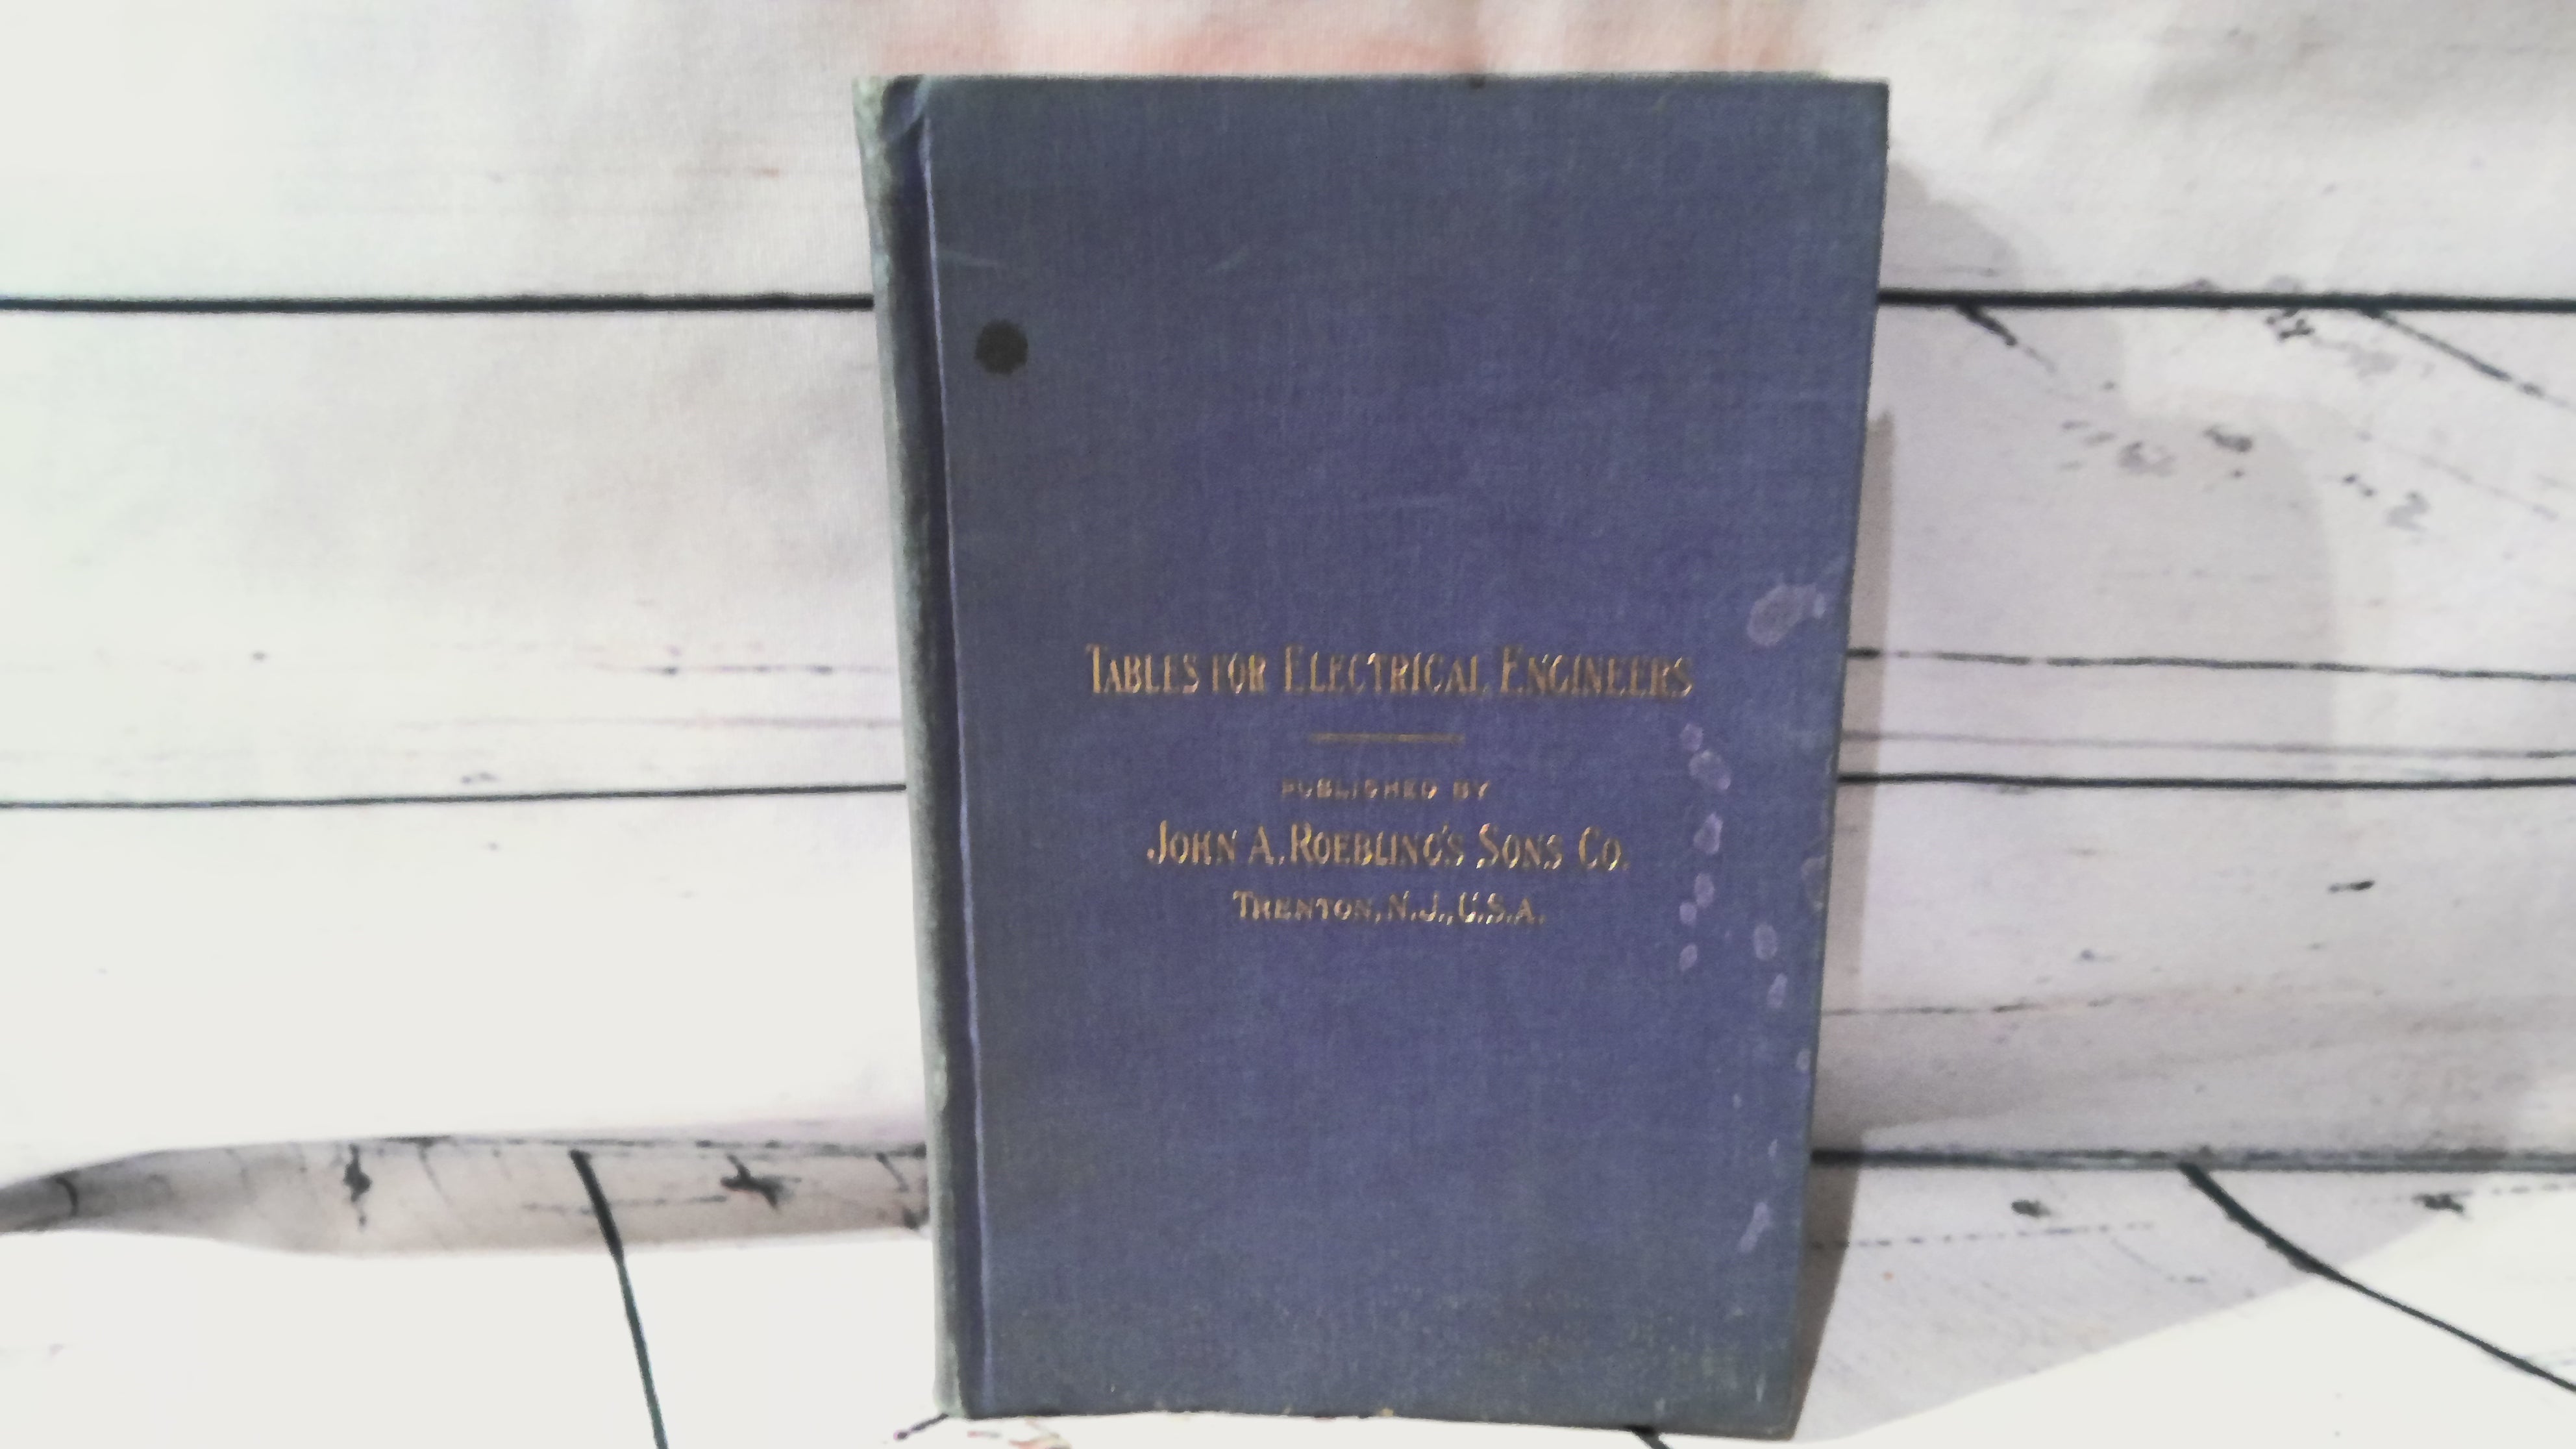 TABLES FOR ELECTRICAL ENGINEERS
PUBLISHED BY
JOHN A. ROEBLING'S SONS CO.
TRENTON, N.J., U.S.A.